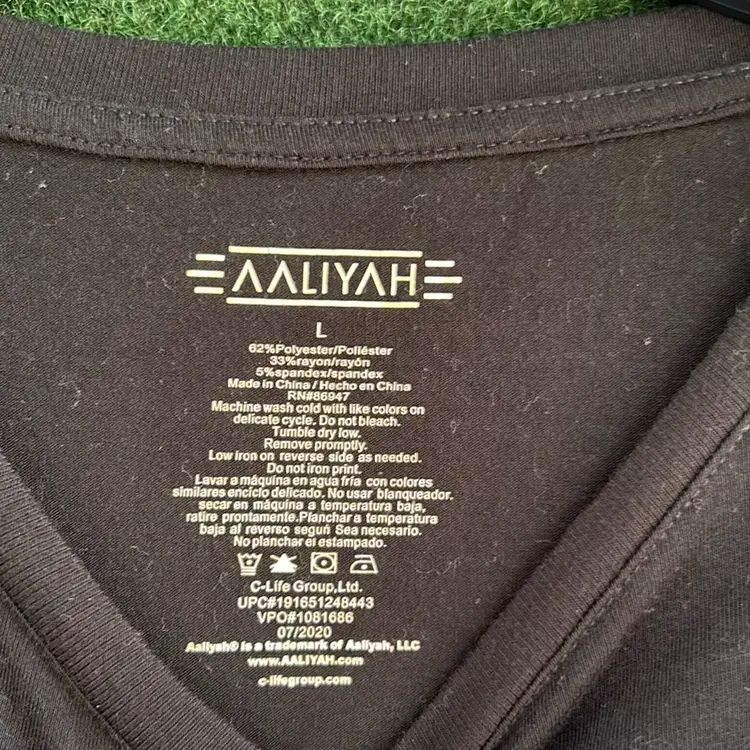 AALIYAH
L
62%Polyester/Poliéster
33%rayon/rayón
5%spandex/spandex
Made in China / Hecho en China
RN#86947
Machine wash cold with like colors on
delicate cycle. Do not bleach.
Tumble dry low.
Remove promptly.
Low iron on reverse side as needed.
Do not iron print.
Lavar a máquina en agua fria con colores
similares enciclo delicado. No usar blanqueador.
secar en máquina a temperatura baja,
ratire prontamente.Planchar a temperatura
baja al reverso según Sea necesario.
No planchar ei estampado.
C-Life Group,Ltd.
UPC#191651248443
VPO#1081686
07/2020
Aaliyah® is a trademark of Aaliyah, LLC
www.AALIYAH.com
c-lifegroup.com